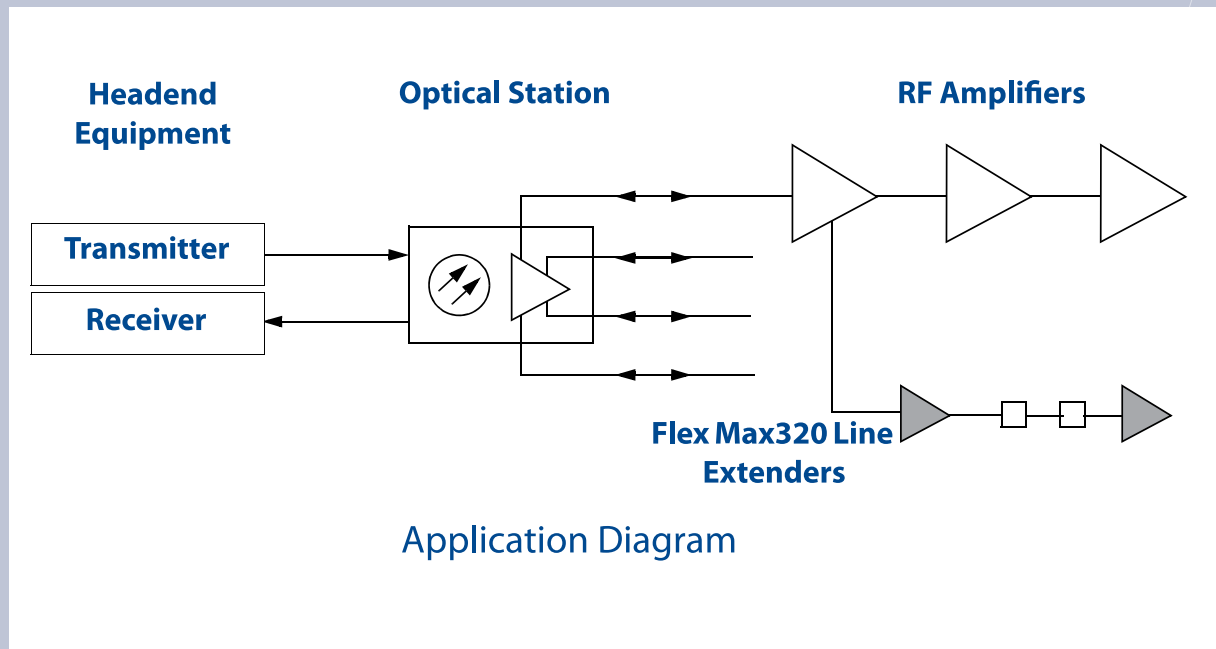 Headend
Equipment
Optical Station
RF Amplifiers
Transmitter
Receiver
Flex Max320 Line
Extenders
Application Diagram